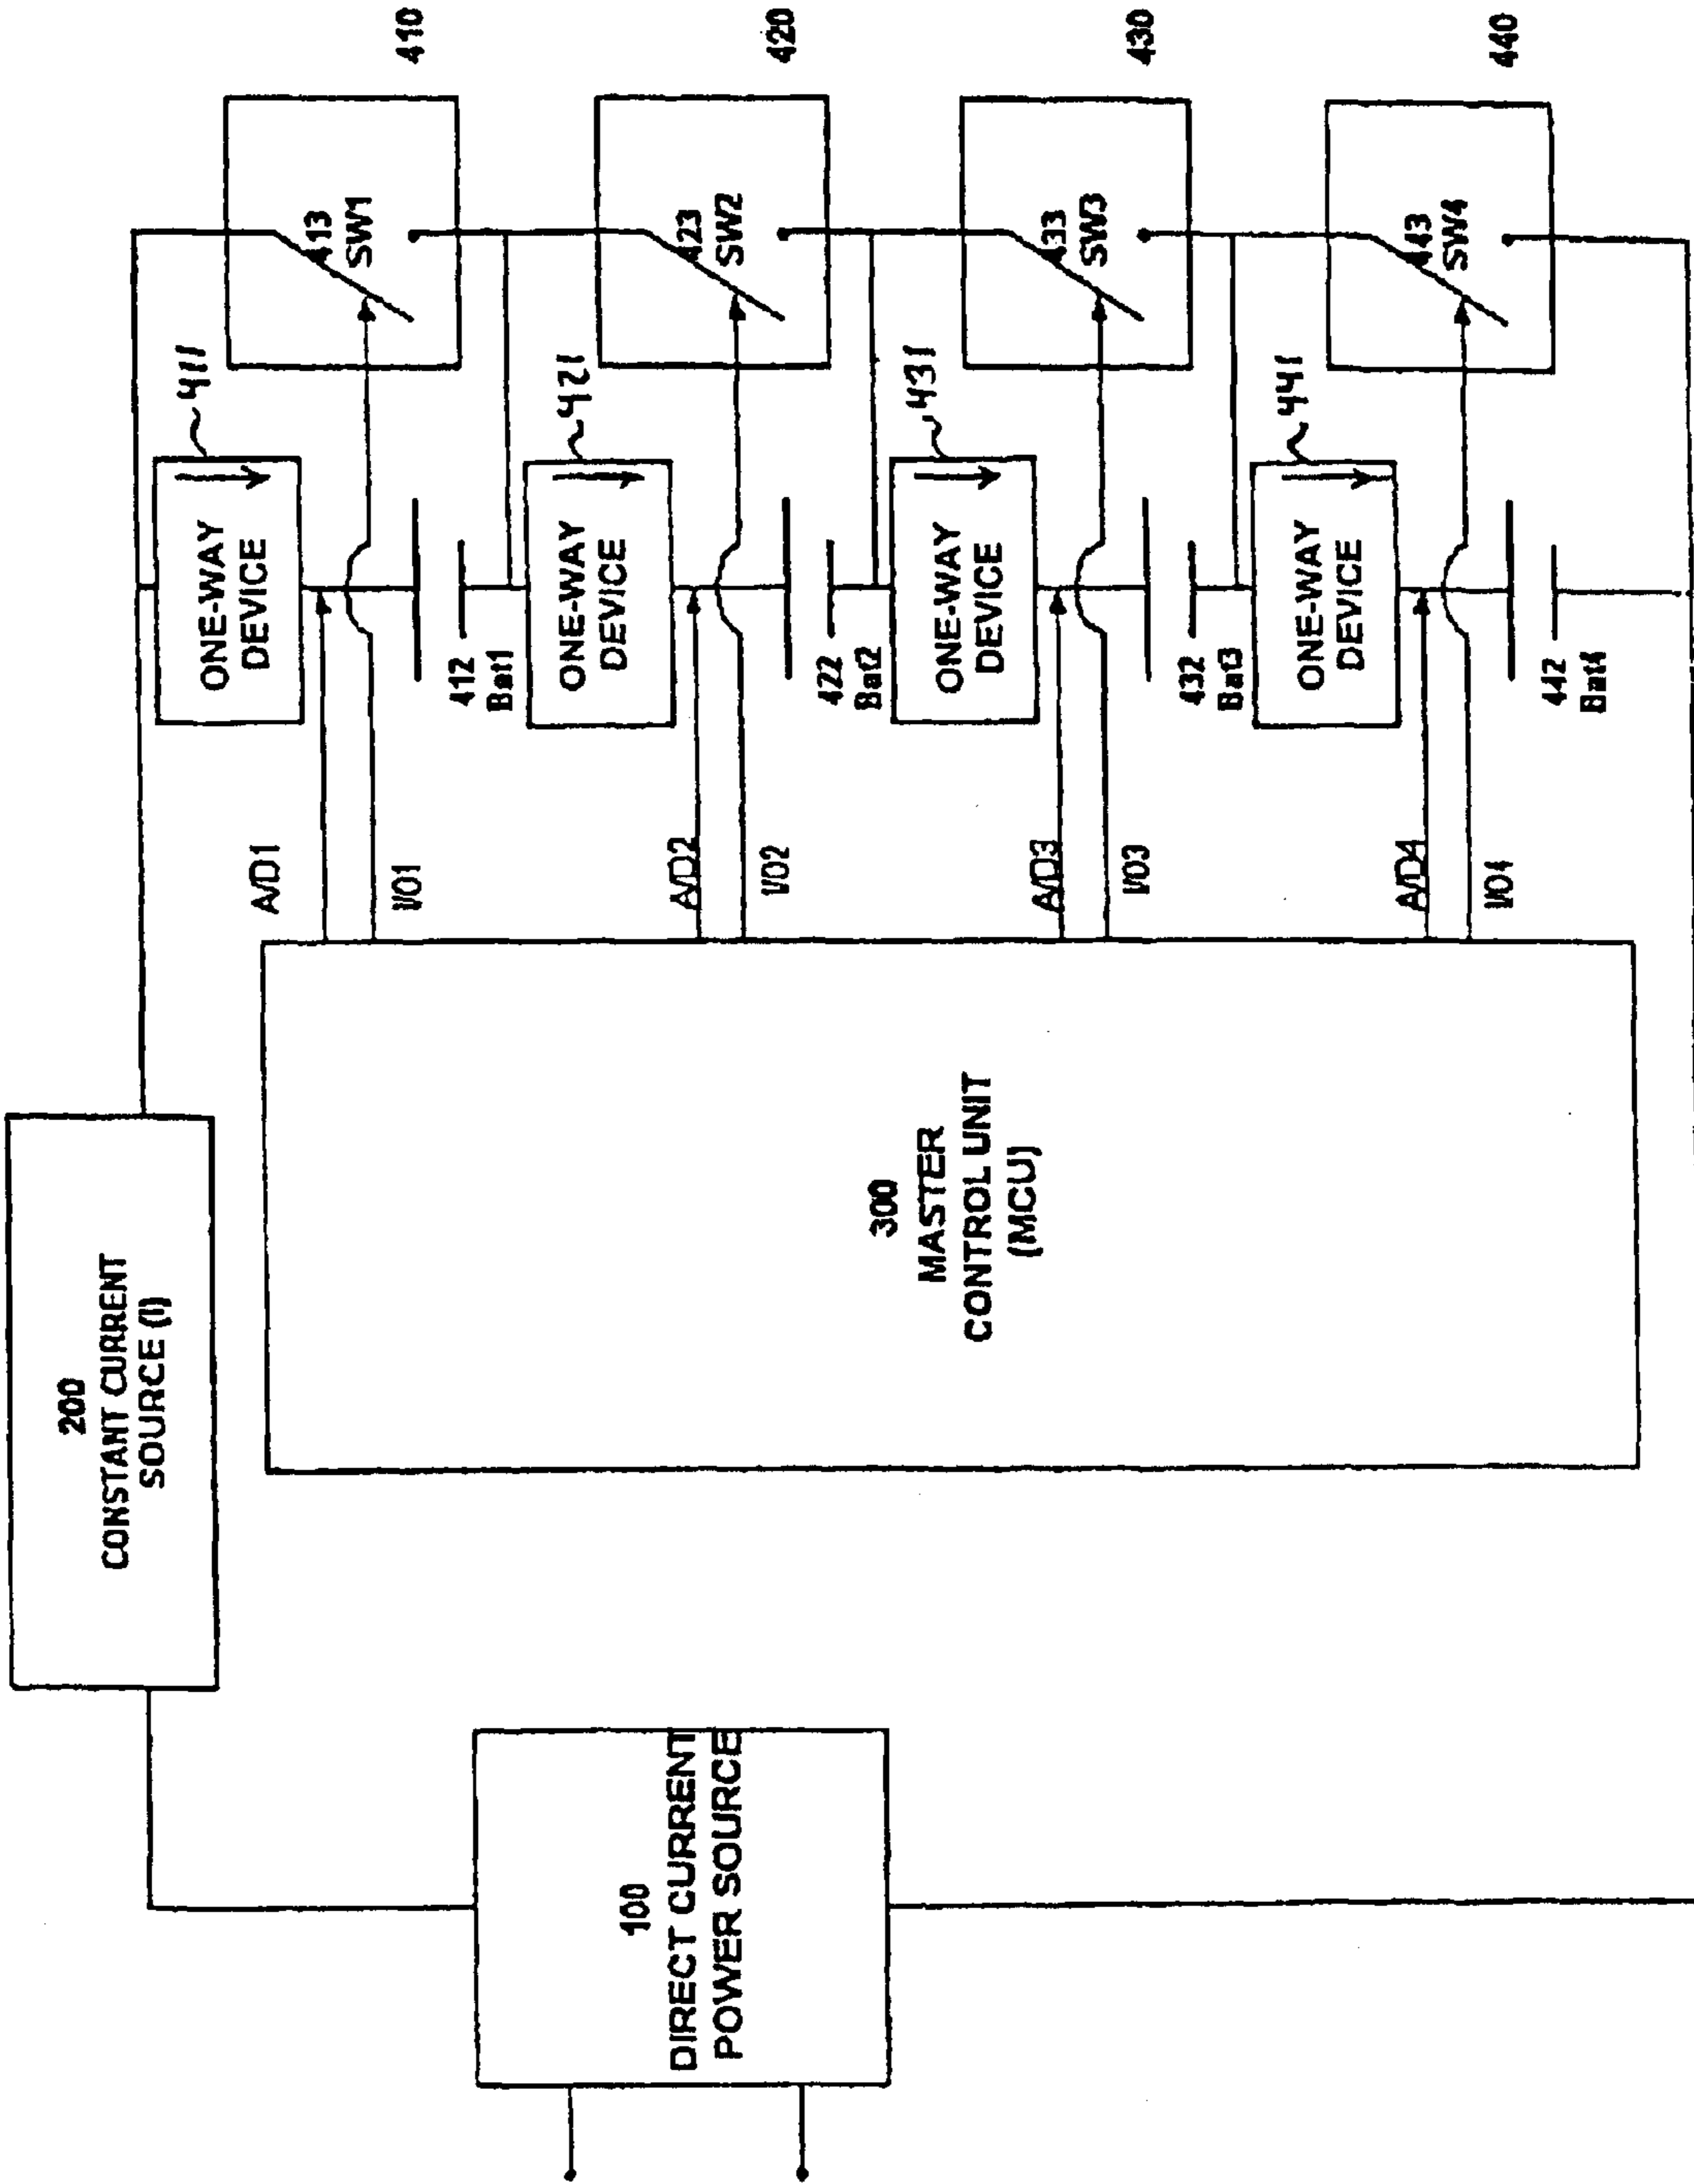 100
DIRECT CURRENT
POWER SOURCE
200
CONSTANT CURRENT
SOURCE (I)
300
MASTER
CONTROL UNIT
(MCU)
A/D1
I/O1
A/D2
I/O2
A/D3
I/O3
A/D4
I/O4
ONE-WAY
DEVICE
411
412
Bat1
413
SW1
410
ONE-WAY
DEVICE
421
422
Bat2
423
SW2
420
ONE-WAY
DEVICE
431
432
Bat3
433
SW3
430
ONE-WAY
DEVICE
441
442
Bat4
443
SW4
440